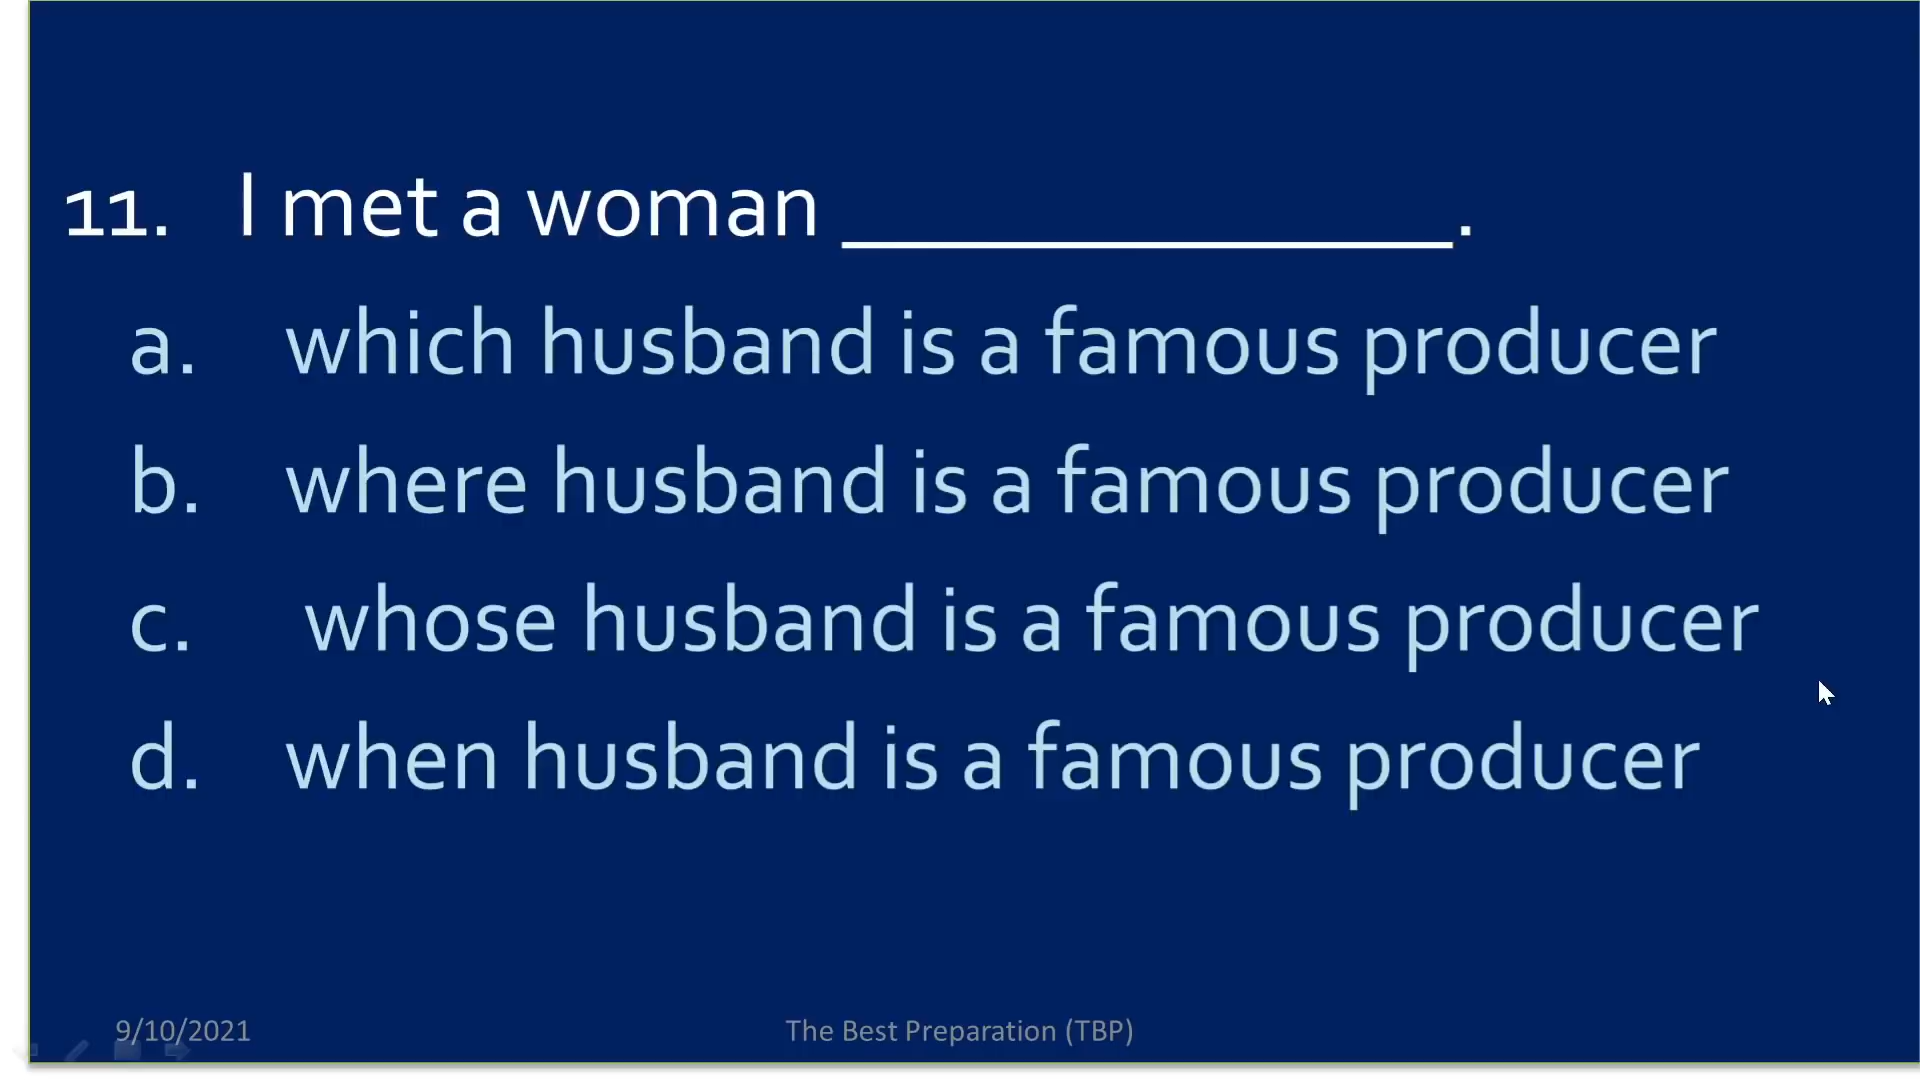 11. I met a woman ______________.
a. which husband is a famous producer
b. where husband is a famous producer
c. whose husband is a famous producer
d. when husband is a famous producer
9/10/2021 The Best Preparation (TBP)